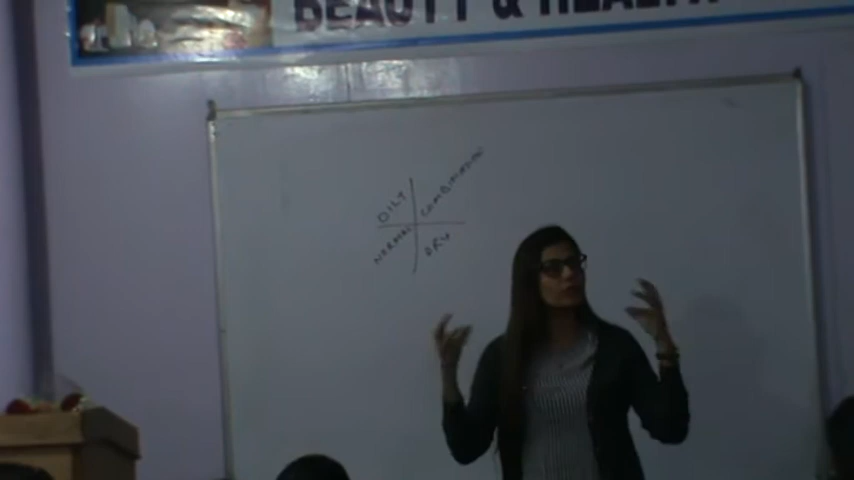 BEAUTY & HEALTH
OILY
COMBINATION
NORMAL
DRY